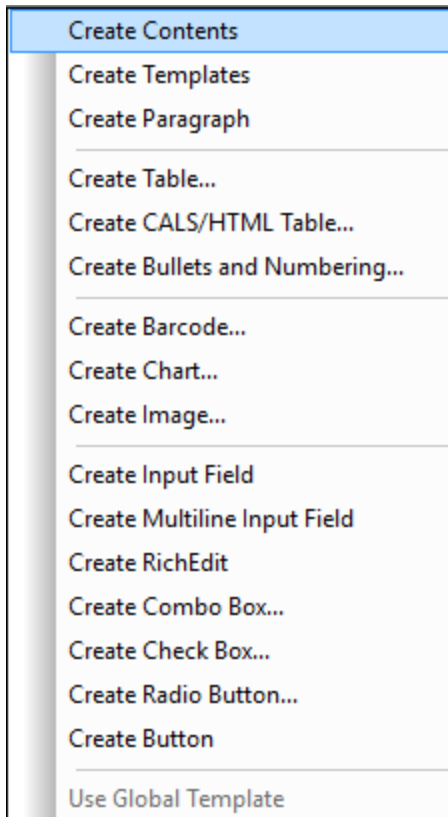 Create Contents
Create Templates
Create Paragraph
Create Table...
Create CALS/HTML Table...
Create Bullets and Numbering...
Create Barcode...
Create Chart...
Create Image...
Create Input Field
Create Multiline Input Field
Create RichEdit
Create Combo Box...
Create Check Box...
Create Radio Button...
Create Button
Use Global Template